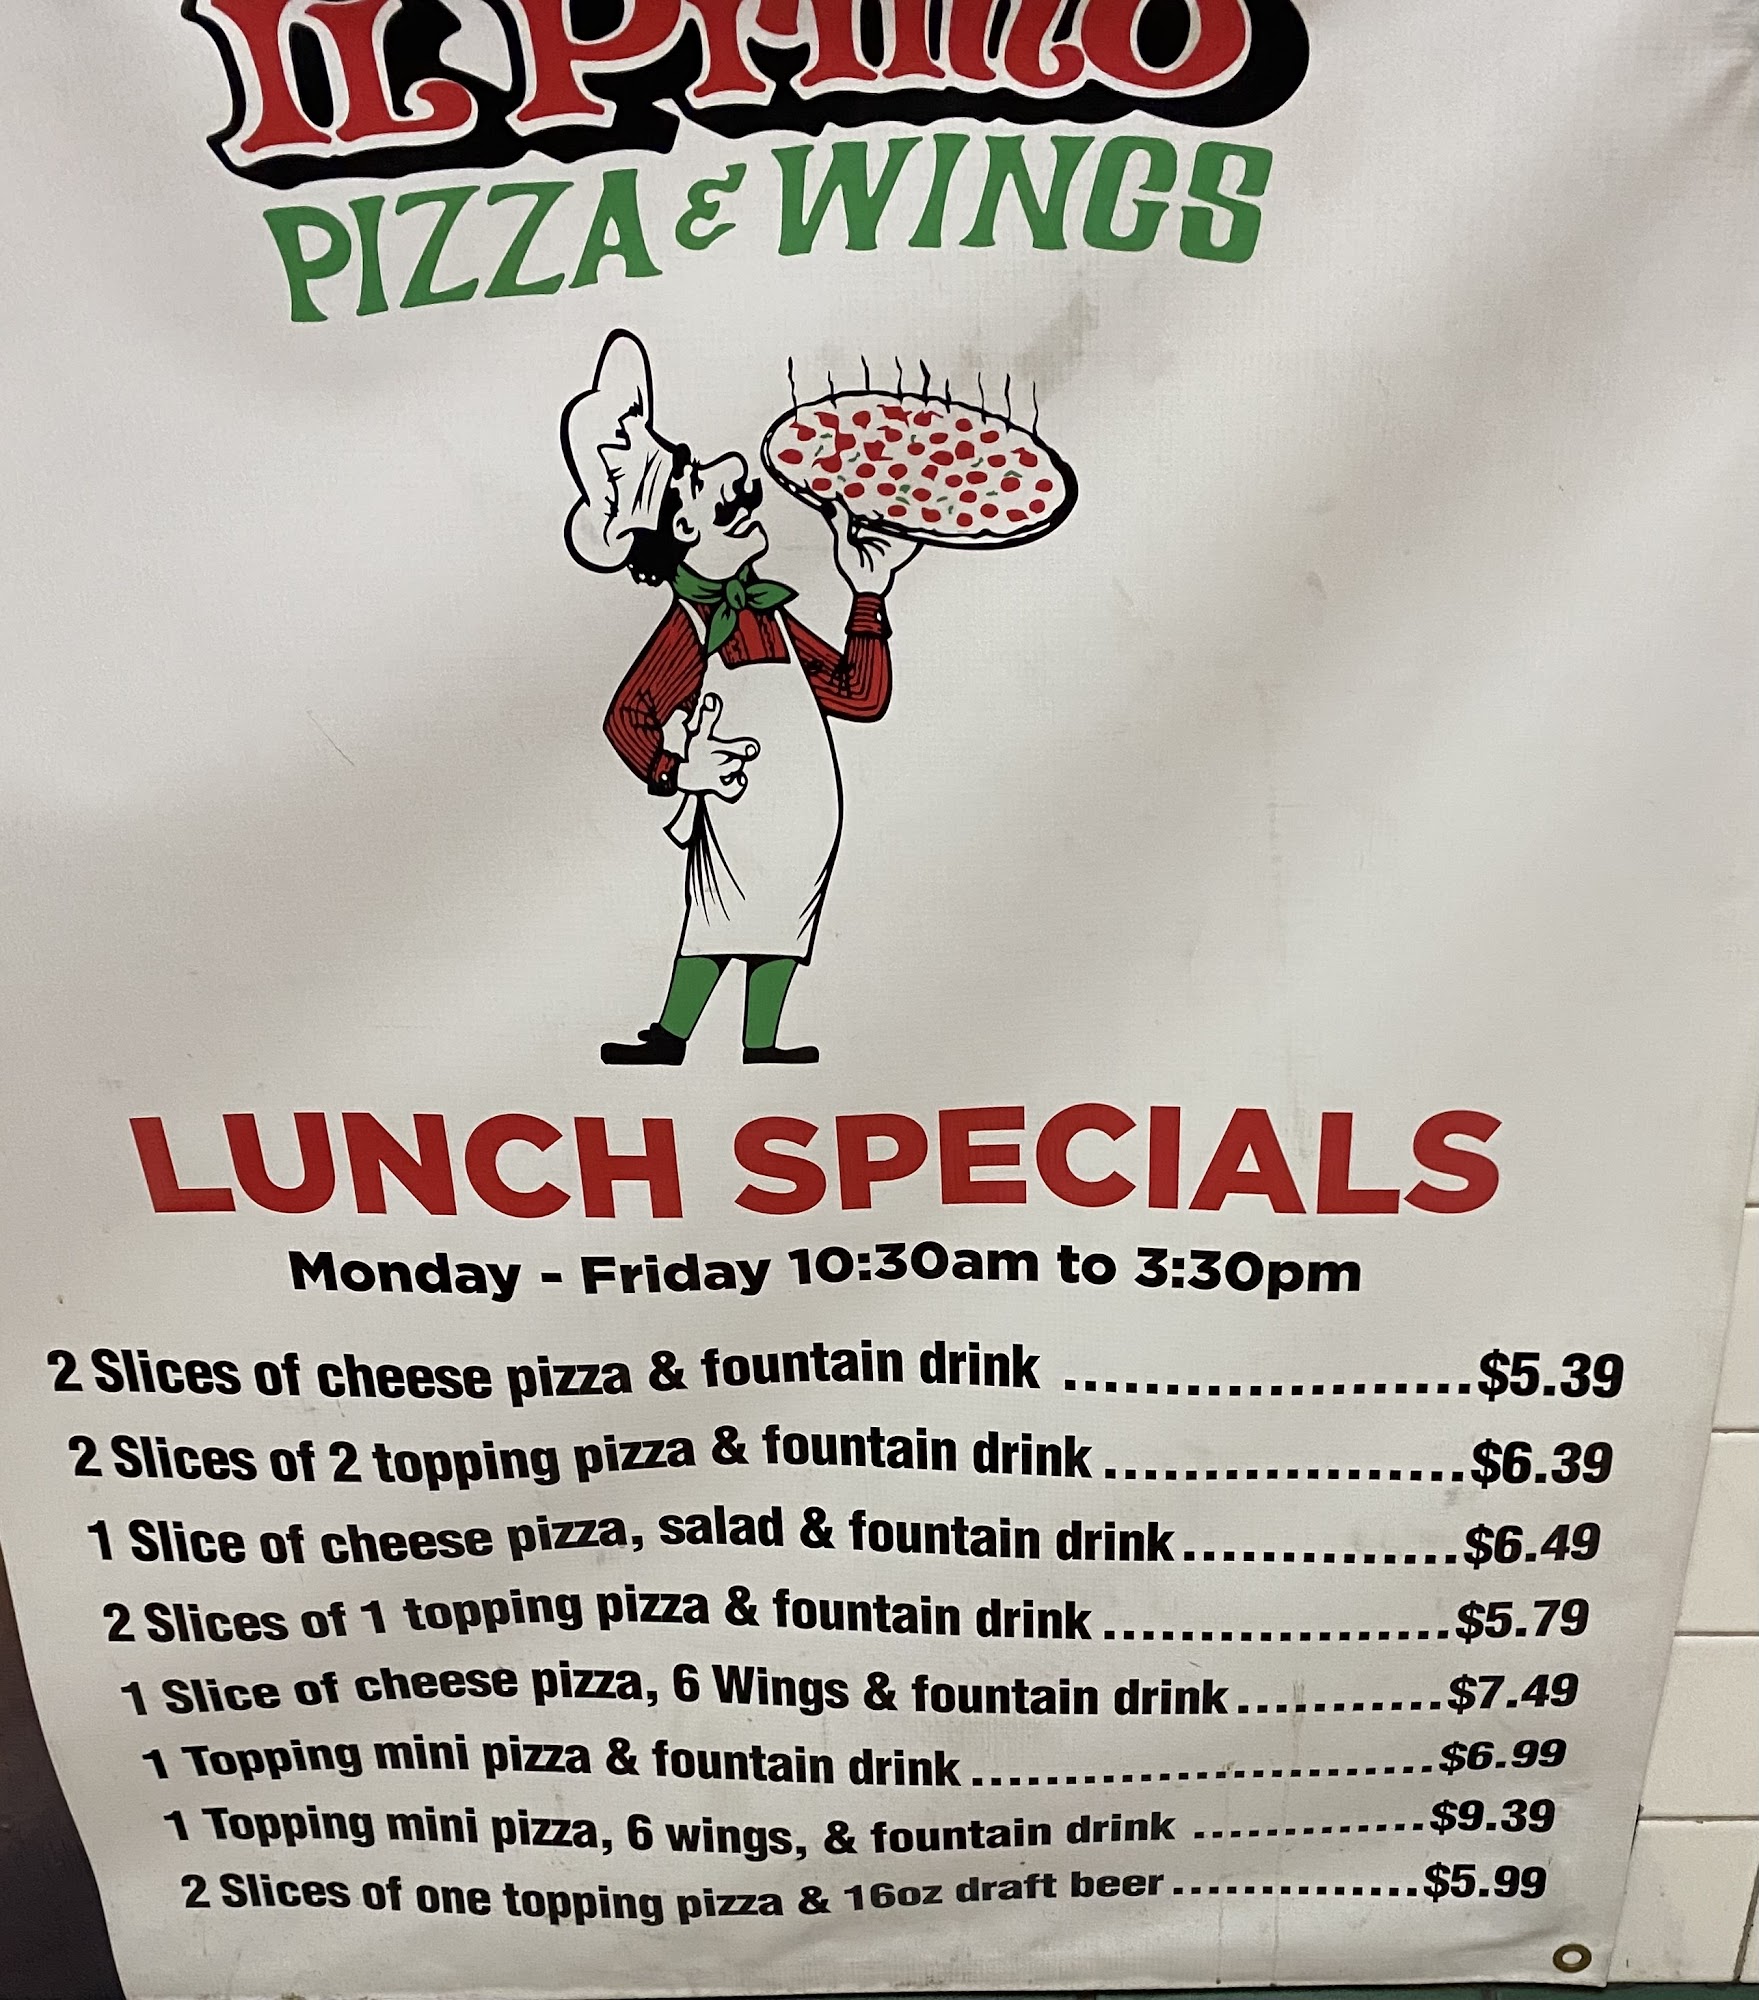 IL PRIMO
PIZZA & WINGS
LUNCH SPECIALS
Monday - Friday 10:30am to 3:30pm
2 Slices of cheese pizza & fountain drink ....................$5.39
2 Slices of 2 topping pizza & fountain drink..................$6.39
1 Slice of cheese pizza, salad & fountain drink..............$6.49
2 Slices of 1 topping pizza & fountain drink..................$5.79
1 Slice of cheese pizza, 6 Wings & fountain drink...........$7.49
1 Topping mini pizza & fountain drink.........................$6.99
1 Topping mini pizza, 6 wings, & fountain drink .............$9.39
2 Slices of one topping pizza & 16oz draft beer..............$5.99